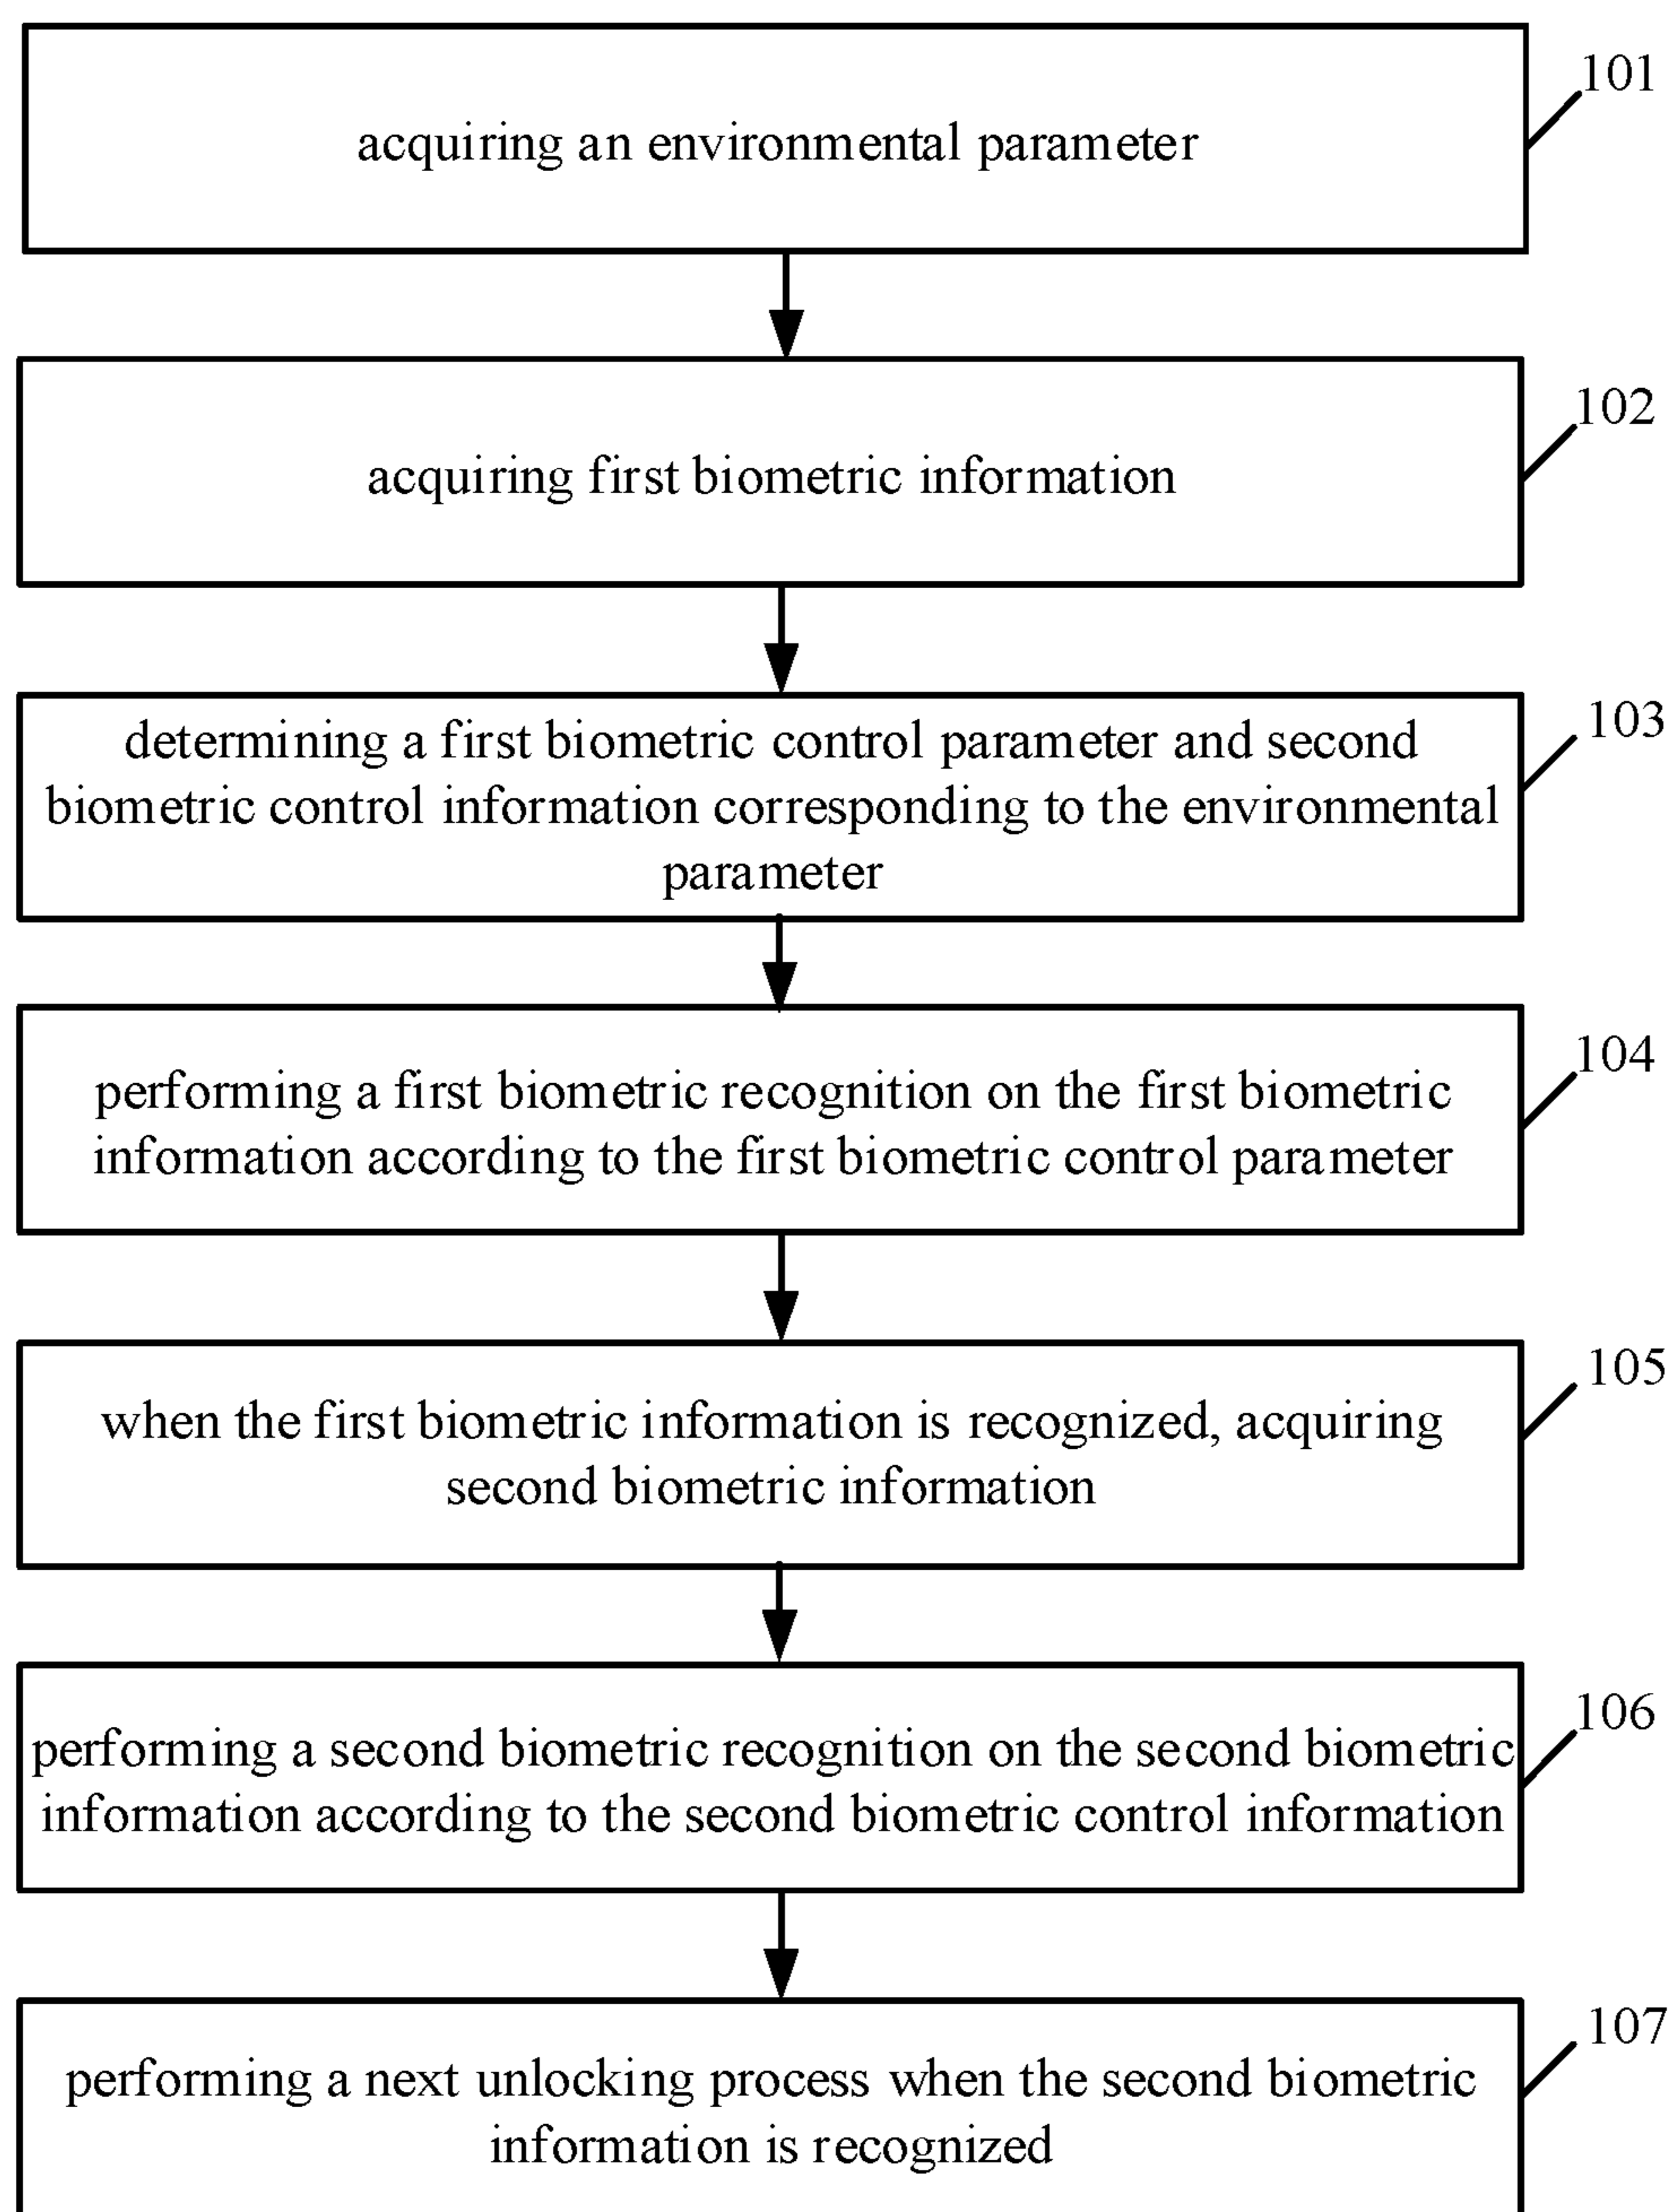 acquiring an environmental parameter
101
acquiring first biometric information
102
determining a first biometric control parameter and second
biometric control information corresponding to the environmental
parameter
103
performing a first biometric recognition on the first biometric
information according to the first biometric control parameter
104
when the first biometric information is recognized, acquiring
second biometric information
105
performing a second biometric recognition on the second biometric
information according to the second biometric control information
106
performing a next unlocking process when the second biometric
information is recognized
107